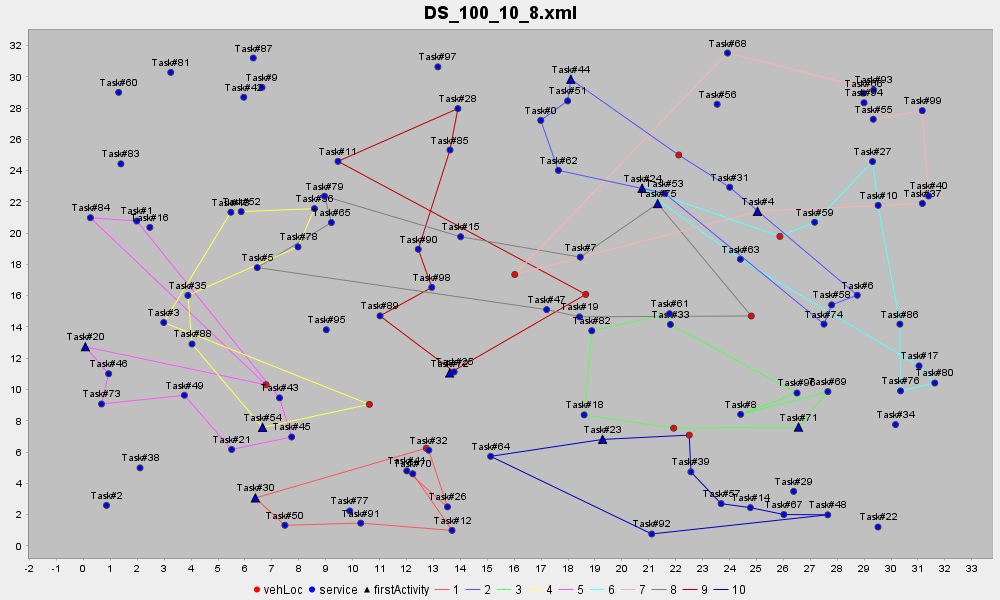 DS_100_10_8.xml
32
30
28
26
24
22
20
18
16
14
12
10
8
6
4
2
0
Task#87
Task#97
Task#68
Task#81
Task#9
Task#42
Task#60
Task#44
Task#93
Task#94
Task#51
Task#28
Task#56
Task#99
Task#0
Task#55
Task#85
Task#11
Task#83
Task#27
Task#62
Task#31
Task#24
Task#53
Task#75
Task#79
Task#40
Task#37
Task#52
Task#84
Task#1
Task#16
Task#65
Task#4
Task#10
Task#59
Task#15
Task#78
Task#90
Task#7
Task#63
Task#5
Task#98
Task#35
Task#6
Task#58
Task#74
Task#3
Task#89
Task#47
Task#19
Task#61
Task#33
Task#82
Task#95
Task#86
Task#20
Task#88
Task#46
Task#25
Task#17
Task#80
Task#76
Task#73
Task#49
Task#43
Task#69
Task#8
Task#18
Task#34
Task#54
Task#71
Task#45
Task#21
Task#23
Task#32
Task#64
Task#38
Task#70
Task#39
Task#30
Task#29
Task#2
Task#77
Task#26
Task#57
Task#14
Task#67
Task#48
Task#50
Task#91
Task#12
Task#92
Task#22
-2 -1 0 1 2 3 4 5 6 7 8 9 10 11 12 13 14 15 16 17 18 19 20 21 22 23 24 25 26 27 28 29 30 31 32 33
vehLoc service firstActivity 1 2 3 4 5 6 7 8 9 10